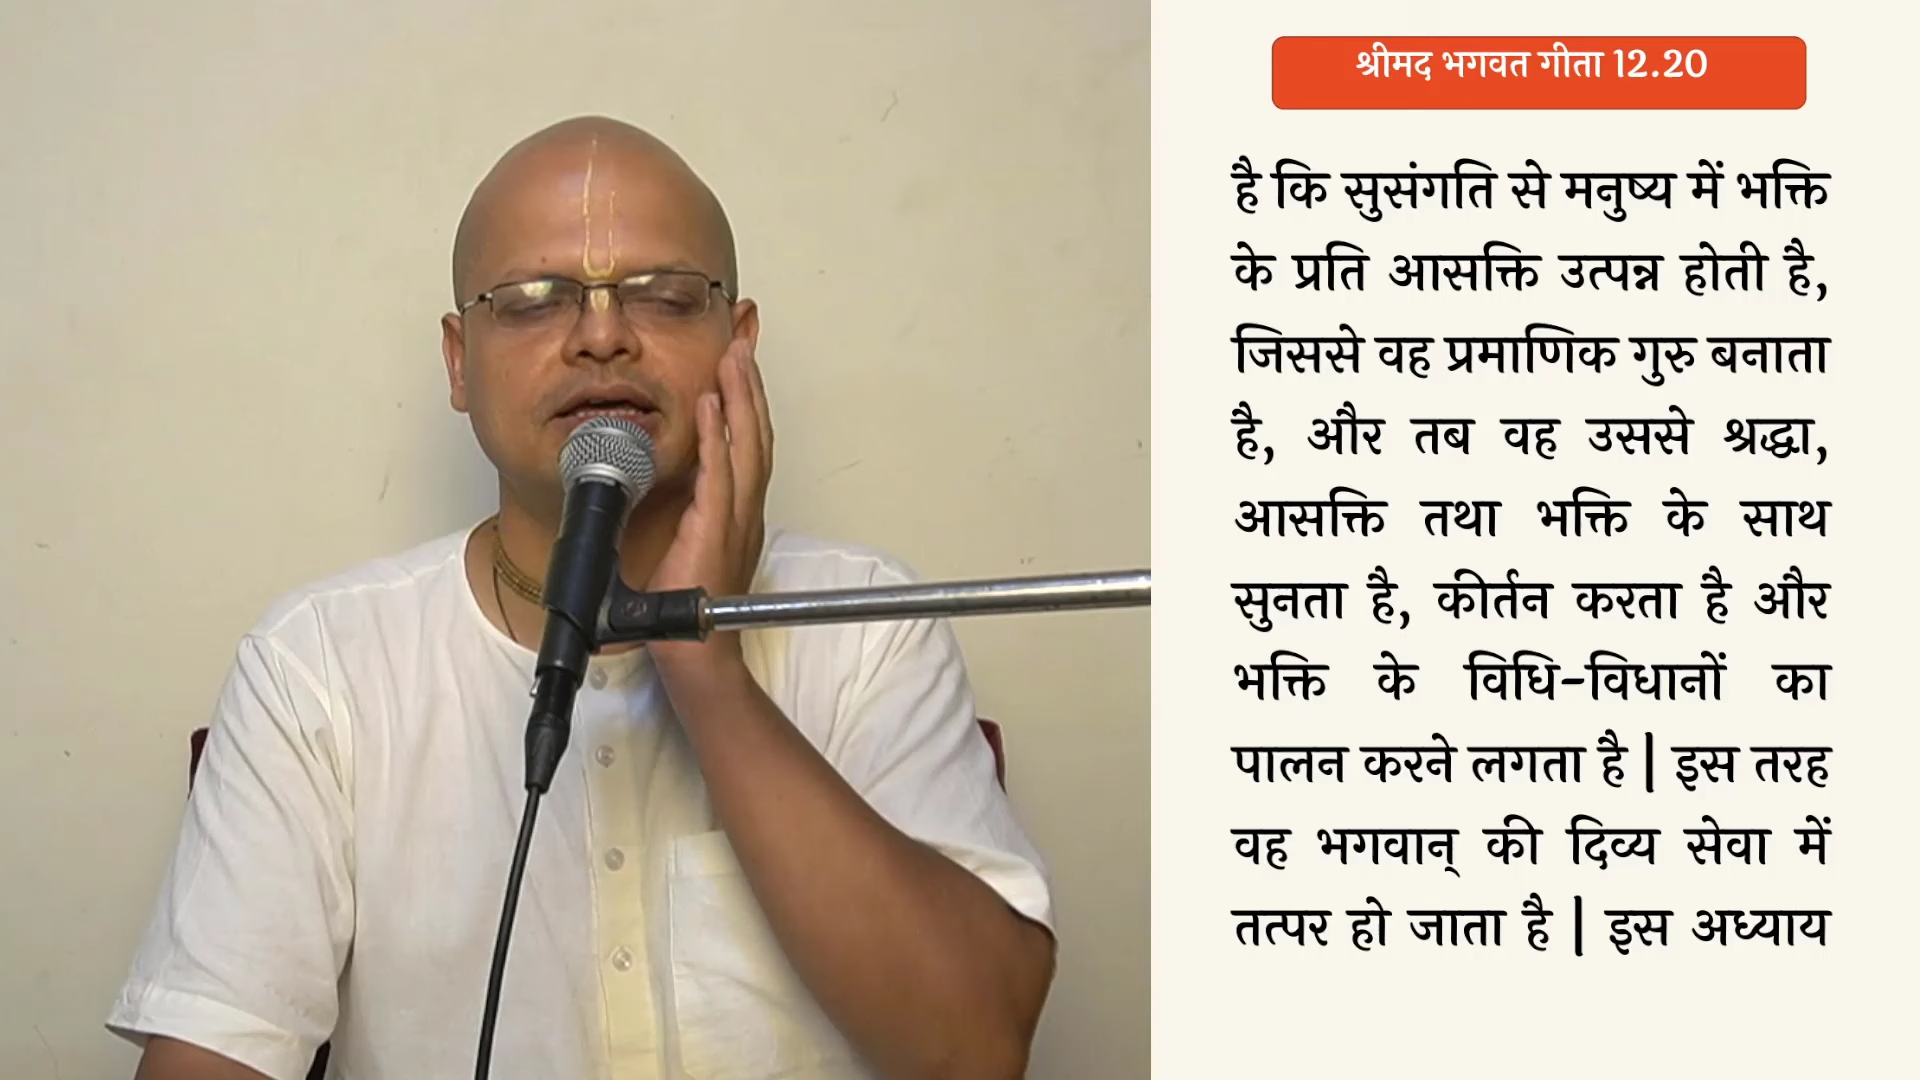 श्रीमद भगवत गीता 12.20
है कि सुसंगति से मनुष्य में भक्ति
के प्रति आसक्ति उत्पन्न होती है,
जिससे वह प्रमाणिक गुरु बनाता
है, और तब वह उससे श्रद्धा,
आसक्ति तथा भक्ति के साथ
सुनता है, कीर्तन करता है और
भक्ति के विधि-विधानों का
पालन करने लगता है | इस तरह
वह भगवान् की दिव्य सेवा में
तत्पर हो जाता है | इस अध्याय